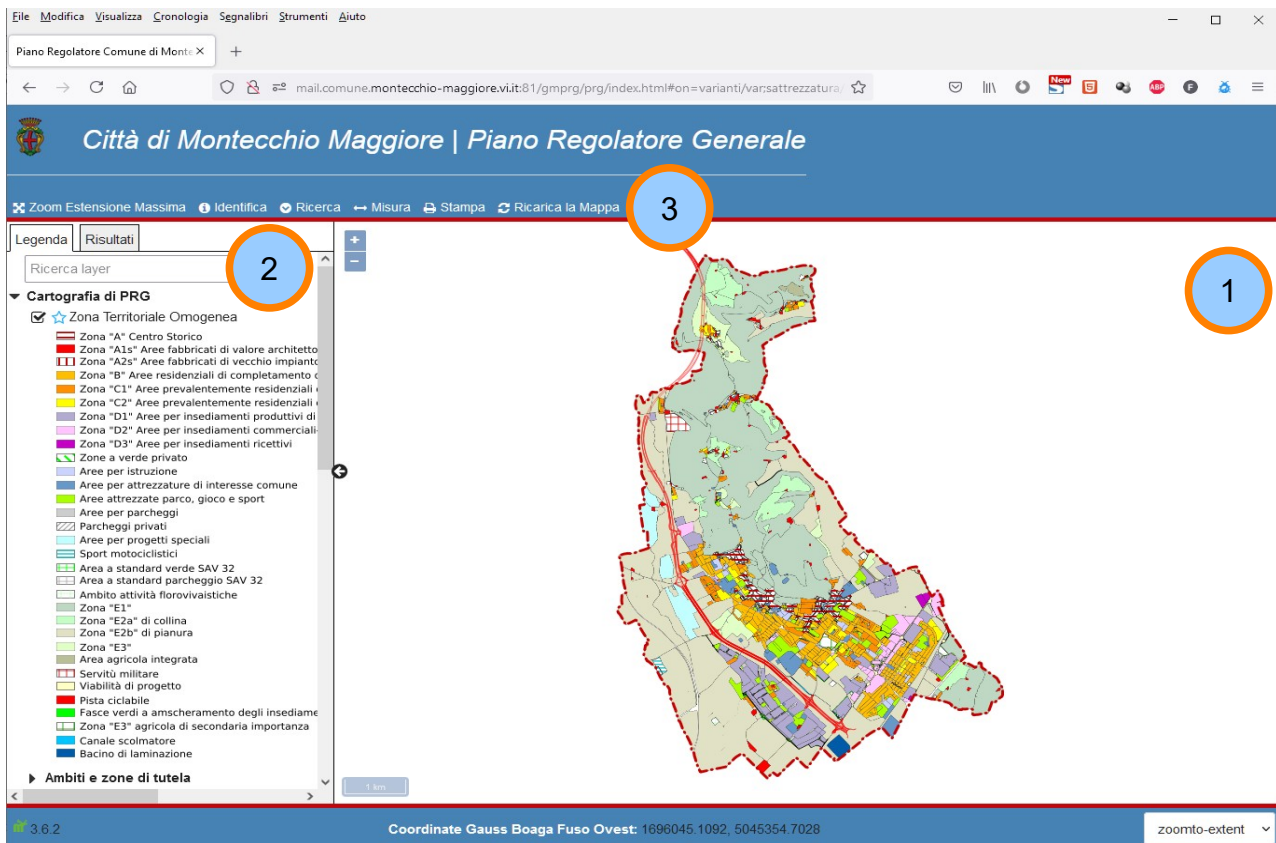 File Modifica Visualizza Cronologia Segnalibri Strumenti Aiuto
Piano Regolatore Comune di Monte
mail.comune.montecchio-maggiore.vi.it:81/gmprg/prg/index.html#on=varianti/var:sattrezzatura/
New
5
ABP
F
Città di Montecchio Maggiore | Piano Regolatore Generale
Zoom Estensione Massima Identifica Ricerca Misura Stampa Ricarica la Mappa
3
Legenda Risultati
2
1
Ricerca layer
Cartografia di PRG
Zona Territoriale Omogenea
Zona "A" Centro Storico
Zona "A1s" Aree fabbricati di valore architetto
Zona "A2s" Aree fabbricati di vecchio impianto
Zona "B" Aree residenziali di completamento
Zona "C1" Aree prevalentemente residenziali
Zona "C2" Aree prevalentemente residenziali
Zona "D1" Aree per insediamenti produttivi di
Zona "D2" Aree per insediamenti commerciali-
Zona "D3" Aree per insediamenti ricettivi
Zone a verde privato
Aree per istruzione
Aree per attrezzature di interesse comune
Aree attrezzate parco, gioco e sport
Aree per parcheggi
Parcheggi privati
Aree per progetti speciali
Sport motociclistici
Area a standard verde SAV 32
Area a standard parcheggio SAV 32
Ambito attività florovivaistiche
Zona "E1"
Zona "E2a" di collina
Zona "E2b" di pianura
Zona "E3"
Area agricola integrata
Servitù militare
Viabilità di progetto
Pista ciclabile
Fasce verdi a amscheramento degli insediame
Zona "E3" agricola di secondaria importanza
Canale scolmatore
Bacino di laminazione
Ambiti e zone di tutela
1 km
3.6.2
Coordinate Gauss Boaga Fuso Ovest: 1696045.1092, 5045354.7028
zoomto-extent